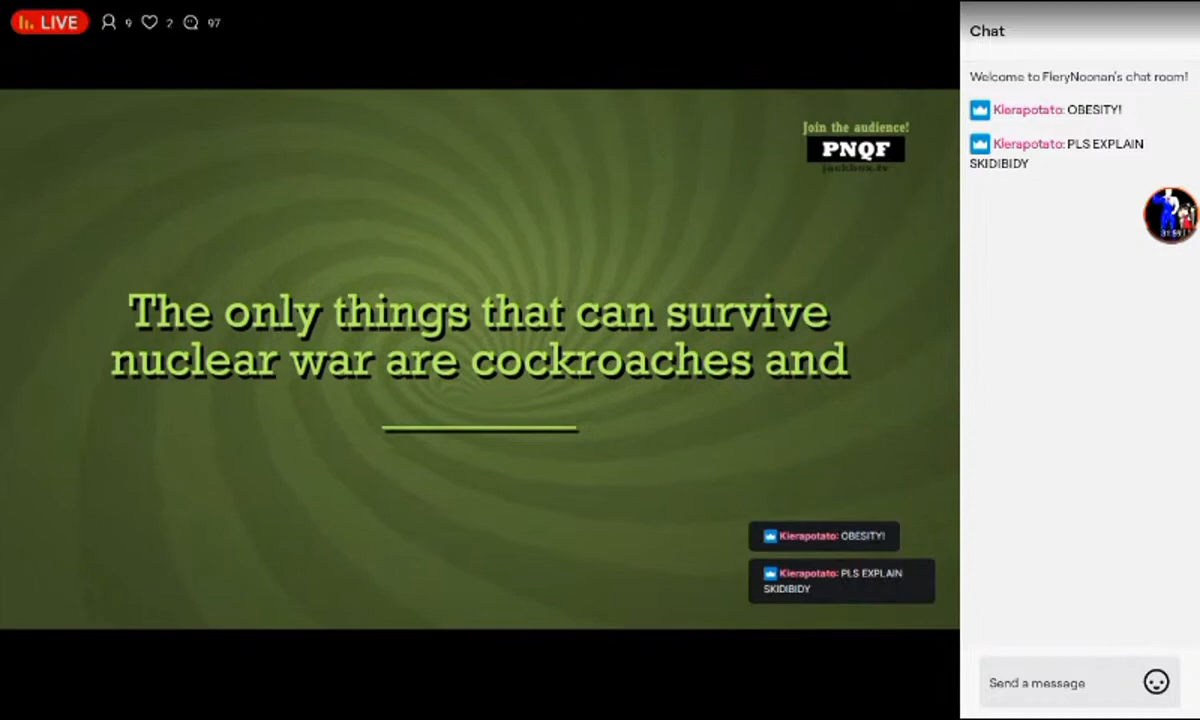 LIVE 9 2 97
Chat
Welcome to FieryNoonan's chat room!
Kierapotato: OBESITY!
Kierapotato: PLS EXPLAIN
SKIDIBIDY
Join the audience!
PNQF
jackbox.tv
The only things that can survive
nuclear war are cockroaches and
Kierapotato: OBESITY!
Kierapotato: PLS EXPLAIN
SKIDIBIDY
Send a message